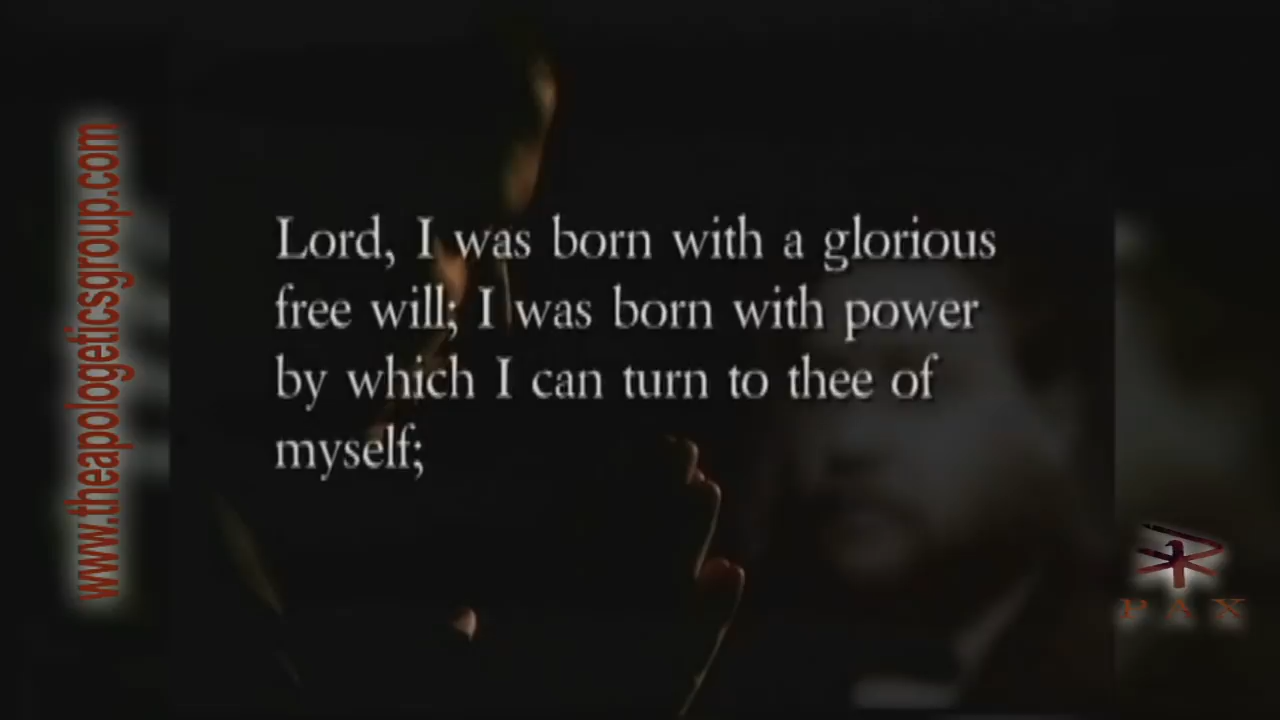 www.theapologeticsgroup.com
Lord, I was born with a glorious
free will; I was born with power
by which I can turn to thee of
myself;
PAX